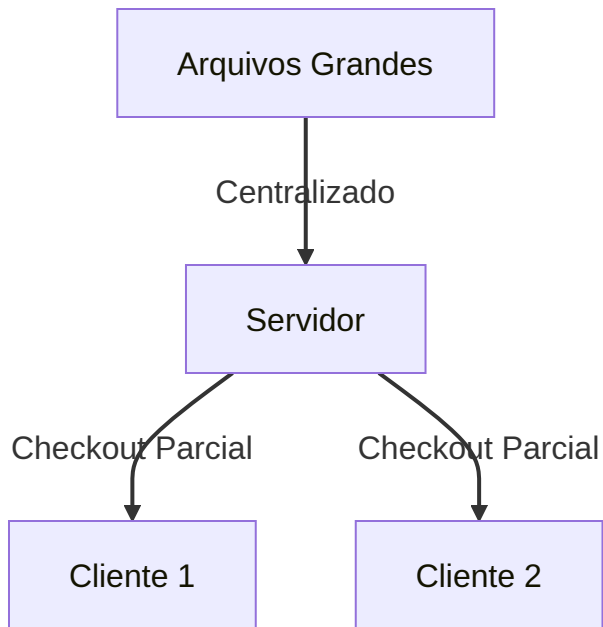 Arquivos Grandes
Centralizado
Servidor
Checkout Parcial
Checkout Parcial
Cliente 1
Cliente 2